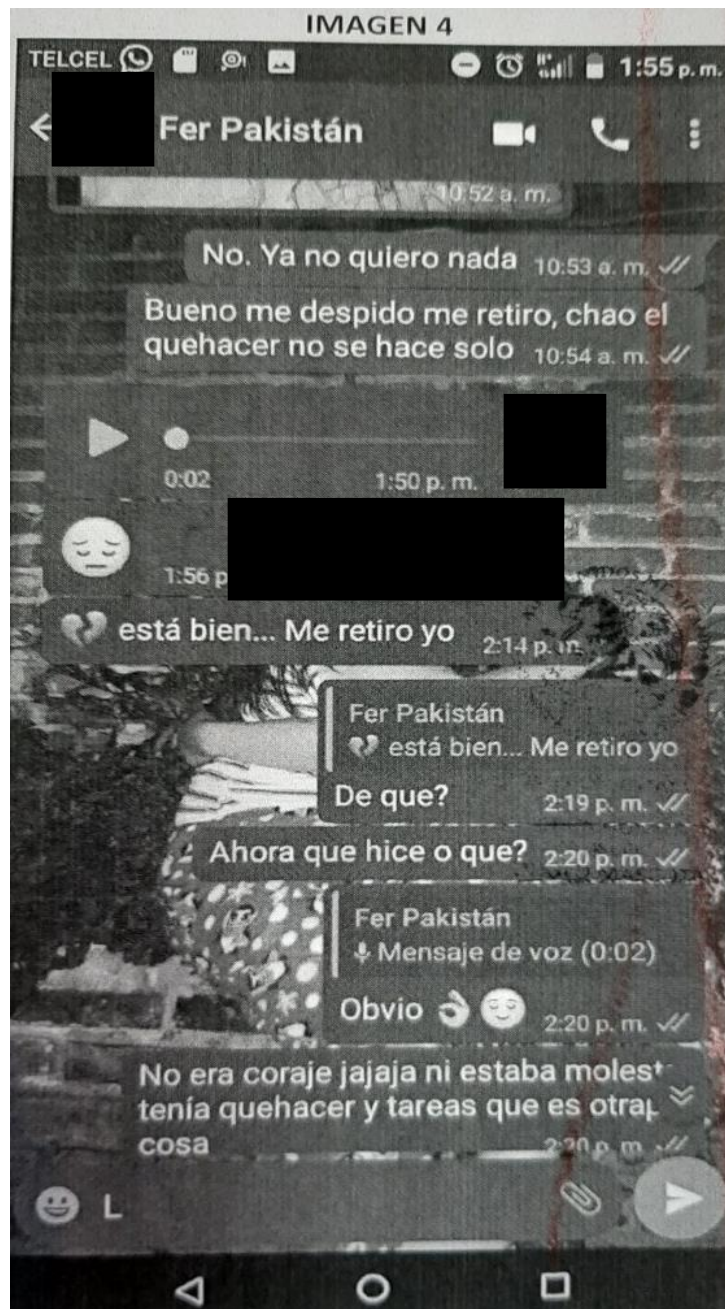 IMAGEN 4
TELCEL 1:55 p. m.
Fer Pakistán
10:52 a. m.
No. Ya no quiero nada 10:53 a. m.
Bueno me despido me retiro, chao el
quehacer no se hace solo 10:54 a. m.
0:02 1:50 p. m.
1:56 p
💔 está bien... Me retiro yo 2:14 p. m.
Fer Pakistán
💔 está bien... Me retiro yo
De que? 2:19 p. m.
Ahora que hice o que? 2:20 p. m.
Fer Pakistán
Mensaje de voz (0:02)
Obvio 👌😌 2:20 p. m.
No era coraje jajaja ni estaba molest
tenía quehacer y tareas que es otra
cosa 2:20 p. m.
L